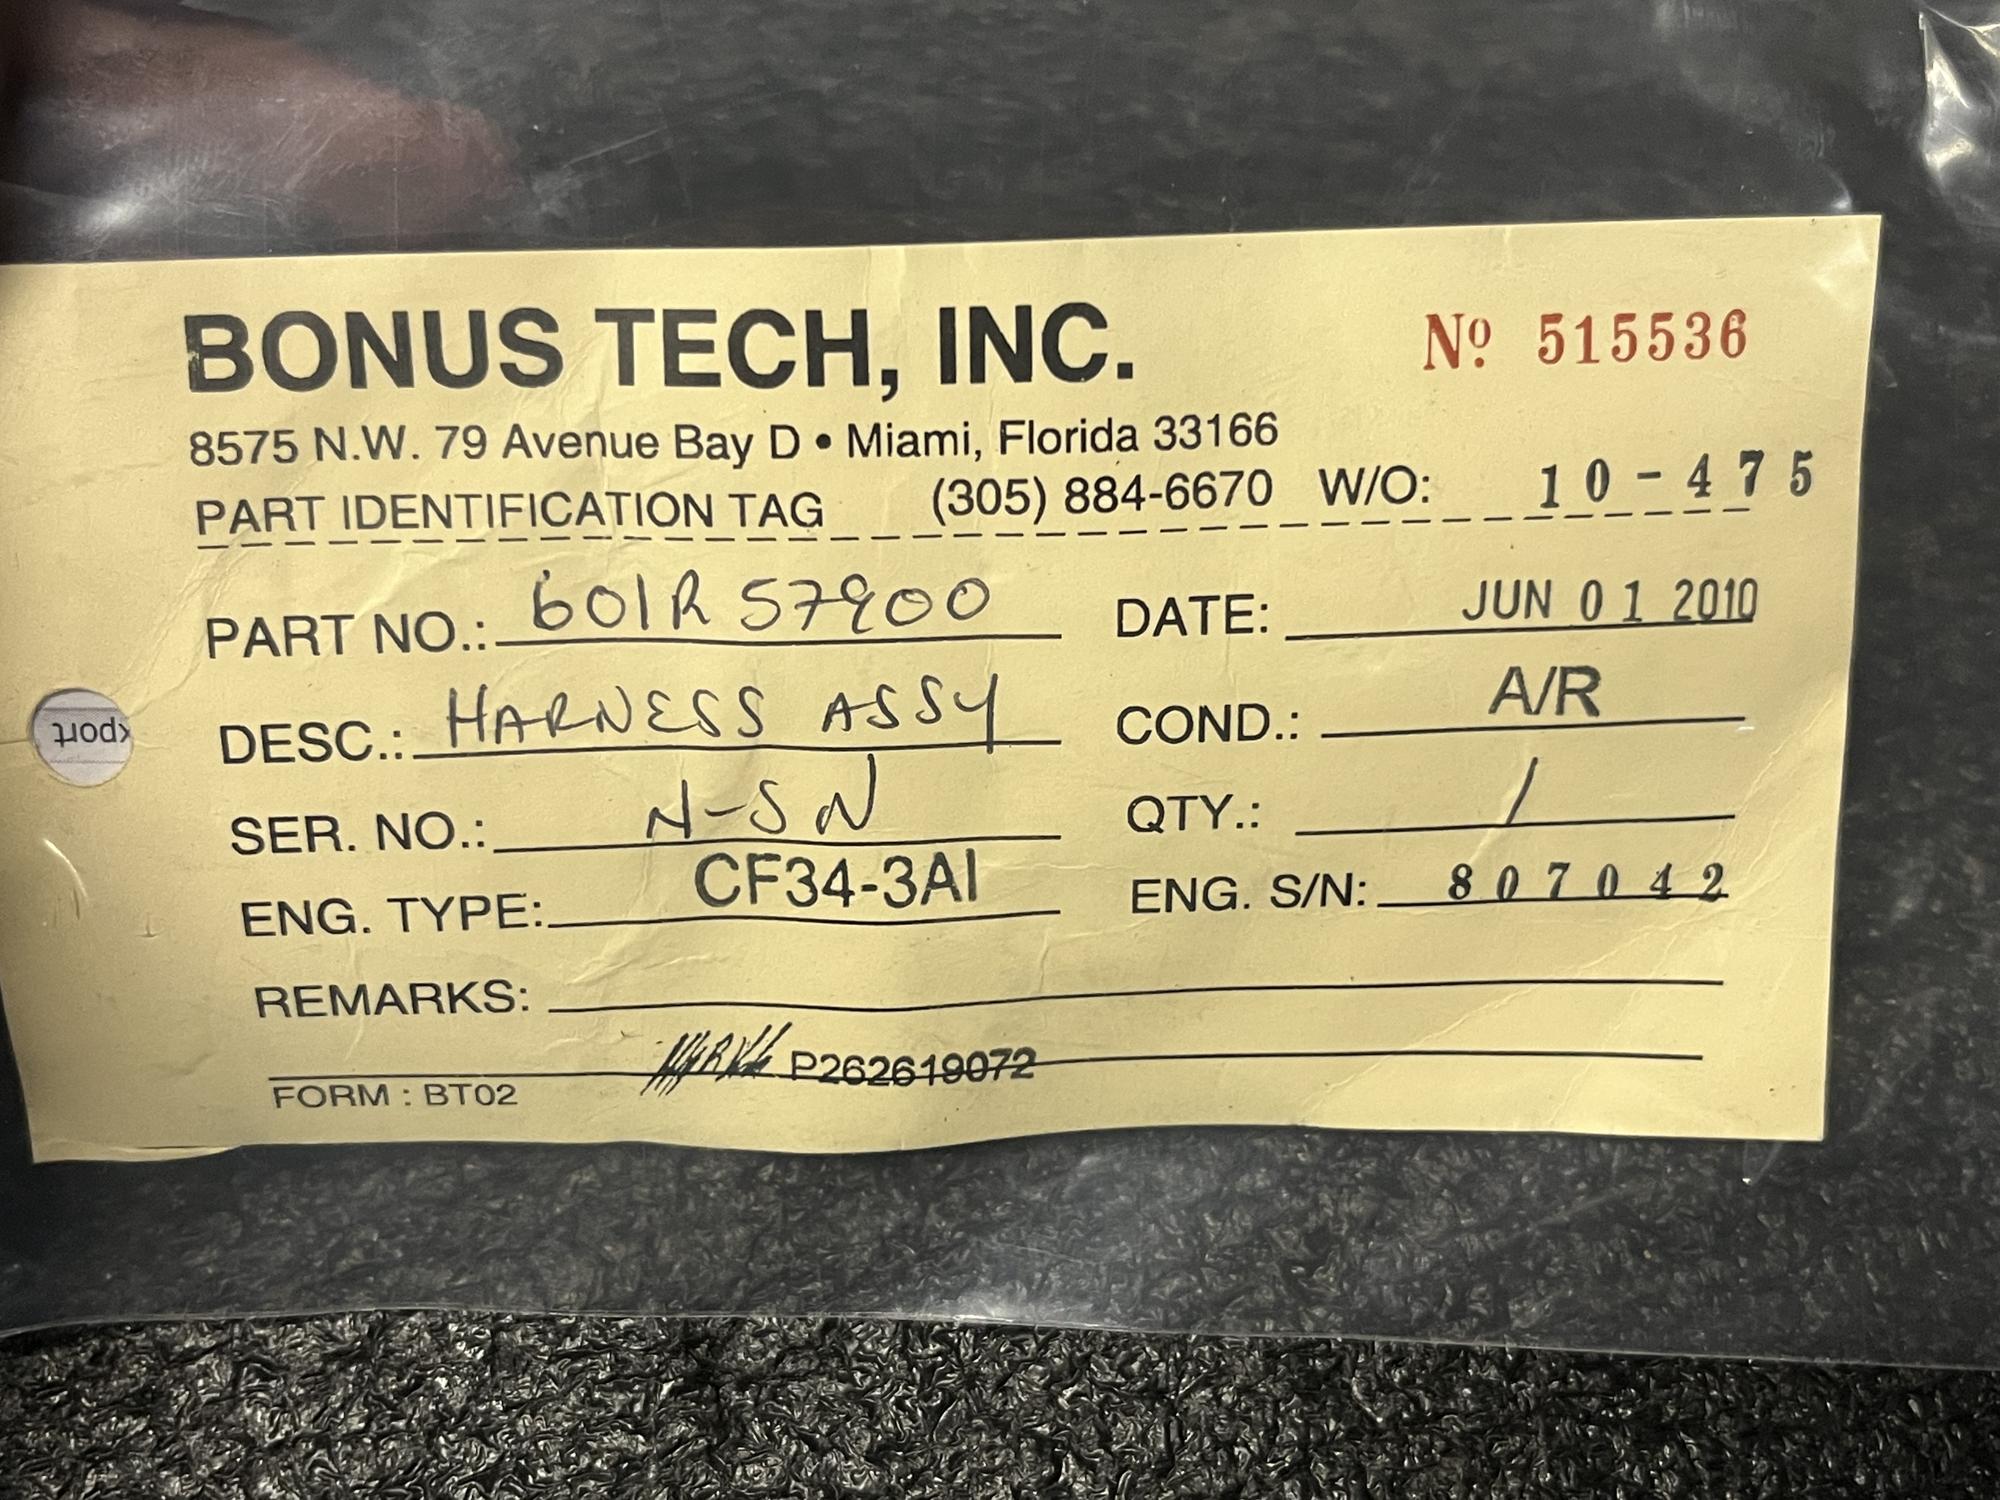 BONUS TECH, INC.
Nº 515536
8575 N.W. 79 Avenue Bay D • Miami, Florida 33166
PART IDENTIFICATION TAG (305) 884-6670 W/O: 10-475
PART NO.: 601R57900 DATE: JUN 01 2010
DESC.: HARNESS ASSY COND.: A/R
SER. NO.: N-SN QTY.: 1
ENG. TYPE: CF34-3A1 ENG. S/N: 807042
REMARKS:
P262619072
FORM : BT02
xport